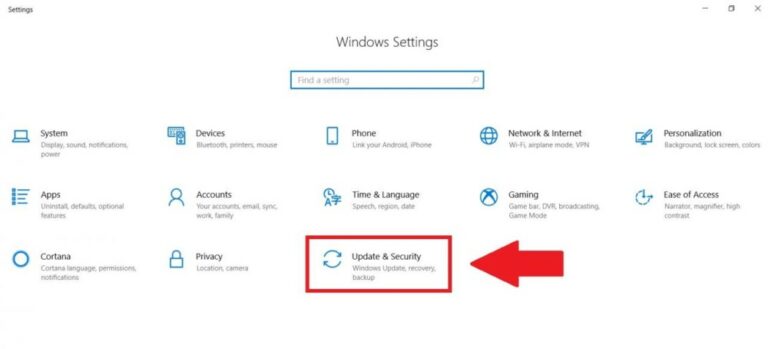 Settings
Windows Settings
Find a setting
System
Display, sound, notifications,
power
Devices
Bluetooth, printers, mouse
Phone
Link your Android, iPhone
Network & Internet
Wi-Fi, airplane mode, VPN
Personalization
Background, lock screen, colors
Apps
Uninstall, defaults, optional
features
Accounts
Your accounts, email, sync,
work, family
Time & Language
Speech, region, date
Gaming
Game bar, DVR, broadcasting,
Game Mode
Ease of Access
Narrator, magnifier, high
contrast
Cortana
Cortana language, permissions,
notifications
Privacy
Location, camera
Update & Security
Windows Update, recovery,
backup